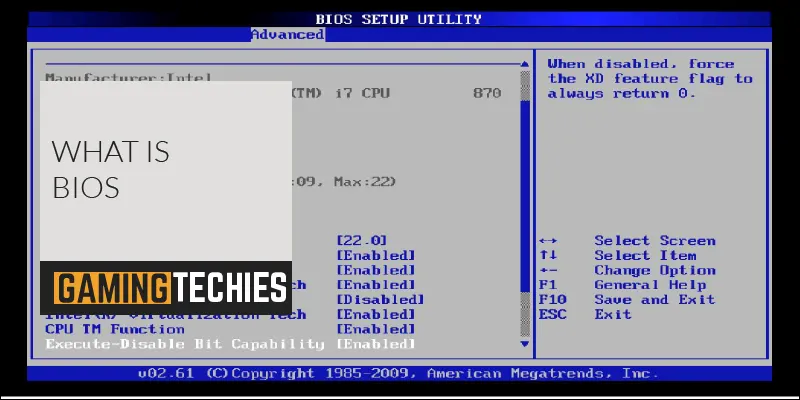 BIOS SETUP UTILITY
Advanced
Manufacturer:Intel
(TM) i7 CPU 870
:09, Max:22)
[22.0]
[Enabled]
[Enabled]
[Enabled]
[Disabled]
Intel(R) Virtualization Tech [Enabled]
CPU TM Function [Enabled]
Execute-Disable Bit Capability [Enabled]
WHAT IS
BIOS
GAMINGTECHIES
When disabled, force
the XD feature flag to
always return 0.
↔ Select Screen
↑↓ Select Item
+- Change Option
F1 General Help
F10 Save and Exit
ESC Exit
v02.61 (C)Copyright 1985-2009, American Megatrends, Inc.